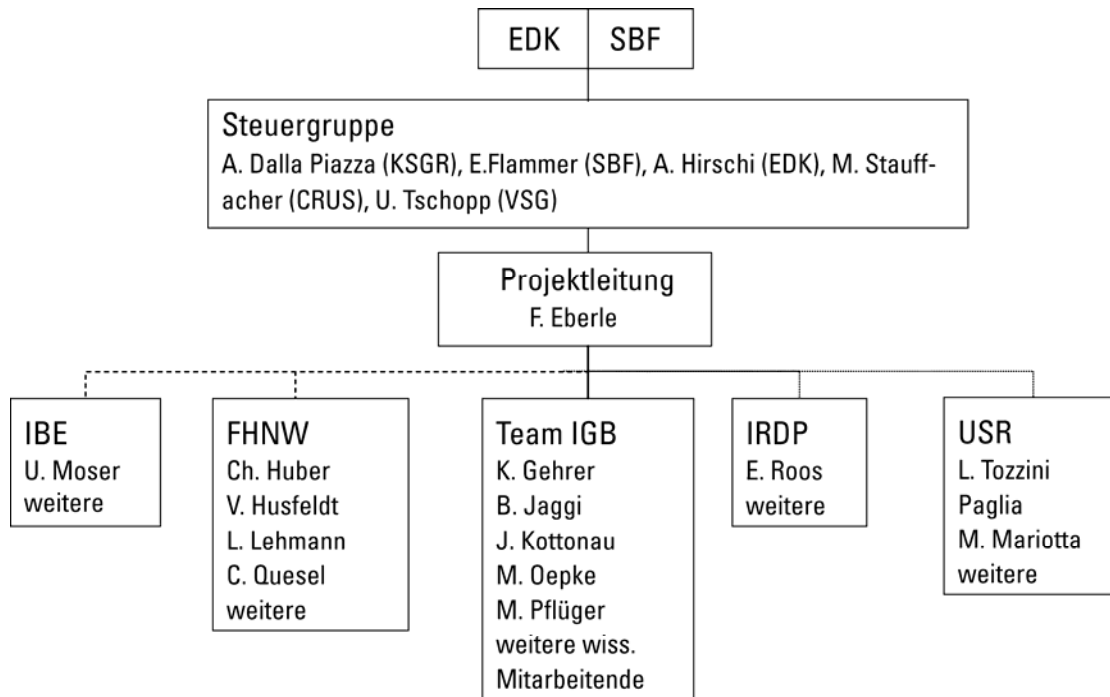 EDK SBF
Steuergruppe
A. Dalla Piazza (KSGR), E.Flammer (SBF), A. Hirschi (EDK), M. Stauff-
acher (CRUS), U. Tschopp (VSG)
Projektleitung
F. Eberle
IBE
U. Moser
weitere
FHNW
Ch. Huber
V. Husfeldt
L. Lehmann
C. Quesel
weitere
Team IGB
K. Gehrer
B. Jaggi
J. Kottonau
M. Oepke
M. Pflüger
weitere wiss.
Mitarbeitende
IRDP
E. Roos
weitere
USR
L. Tozzini
Paglia
M. Mariotta
weitere